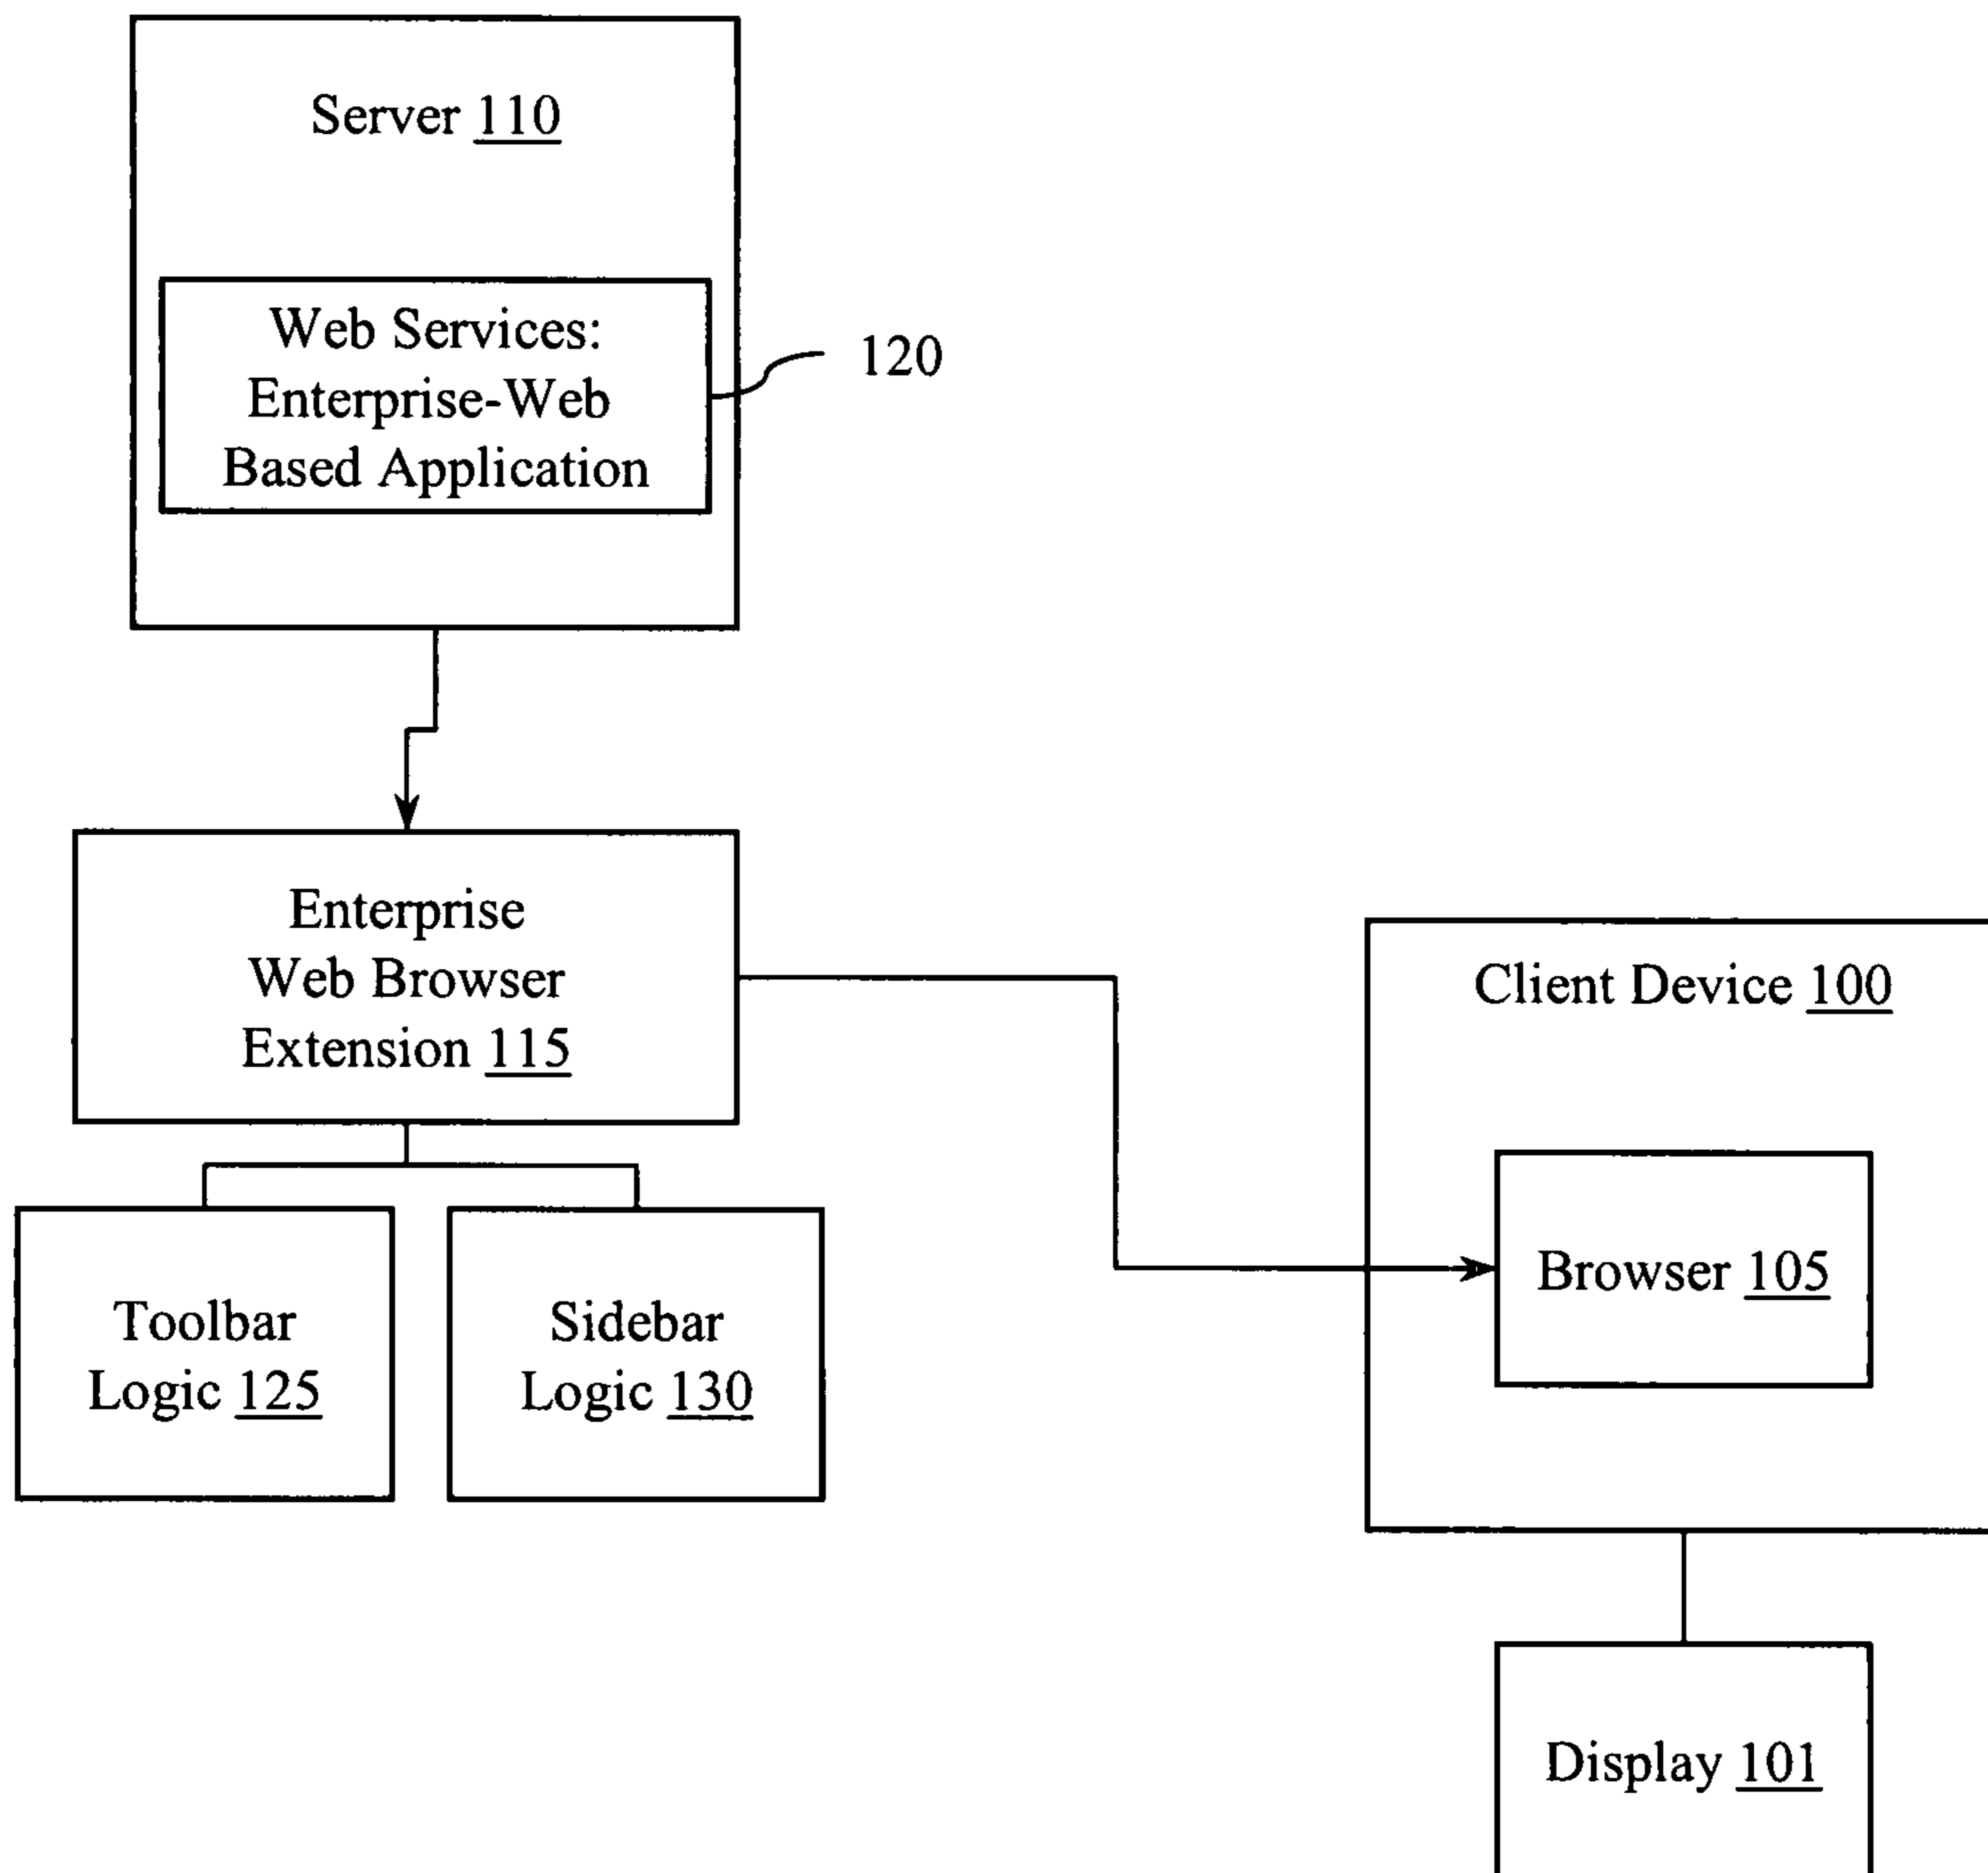 Server 110
Web Services:
Enterprise-Web
Based Application
120
Enterprise
Web Browser
Extension 115
Client Device 100
Browser 105
Toolbar
Logic 125
Sidebar
Logic 130
Display 101